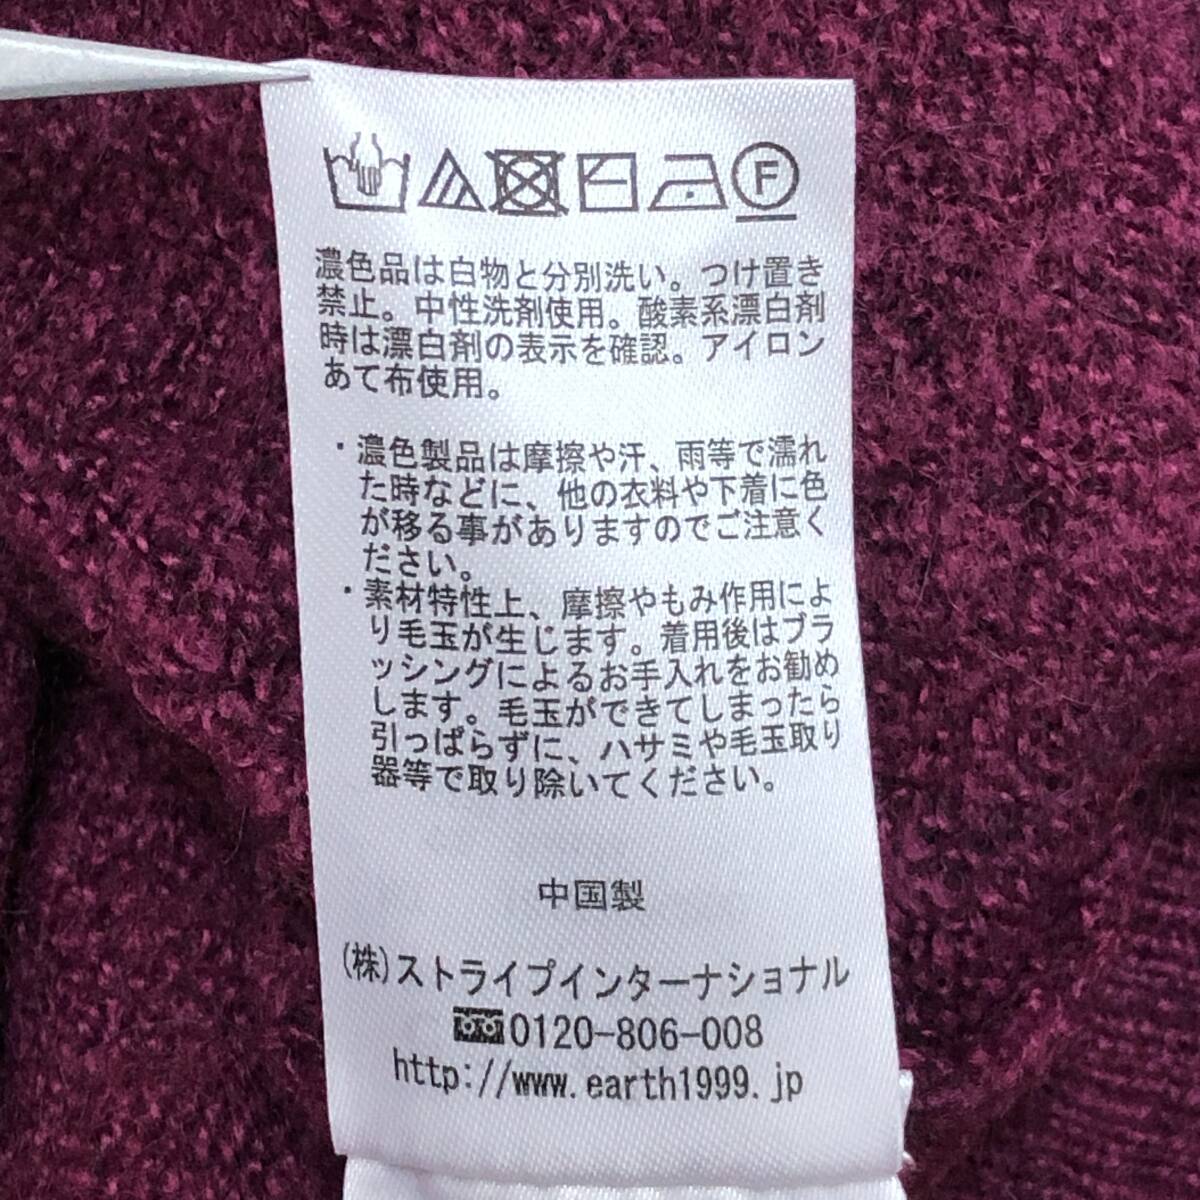 F
濃色品は白物と分別洗い。つけ置き
禁止。中性洗剤使用。酸素系漂白剤
時は漂白剤の表示を確認。アイロン
あて布使用。
・濃色製品は摩擦や汗、雨等で濡れ
た時などに、他の衣料や下着に色
が移る事がありますのでご注意く
ださい。
・素材特性上、摩擦やもみ作用によ
り毛玉が生じます。着用後はブラ
ッシングによるお手入れをお勧め
します。毛玉ができてしまったら
引っぱらずに、ハサミや毛玉取り
器等で取り除いてください。
中国製
(株)ストライプインターナショナル
0120-806-008
http://www.earth1999.jp